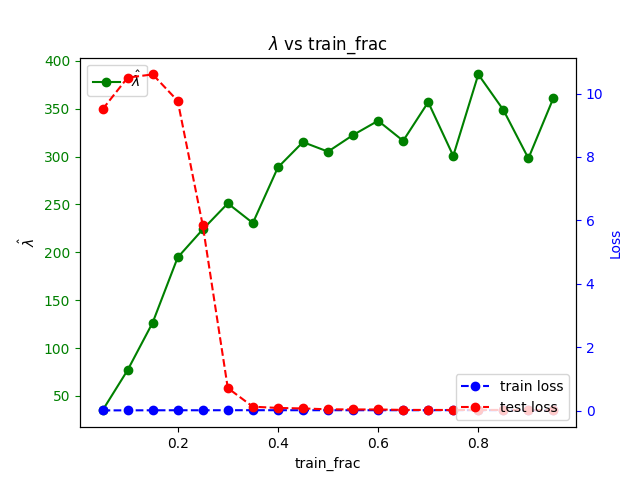 λ vs train_frac
400
350
300
250
200
150
100
50
λ̂
λ̂
10
8
6
4
2
0
Loss
train loss
test loss
0.2
0.4
0.6
0.8
train_frac